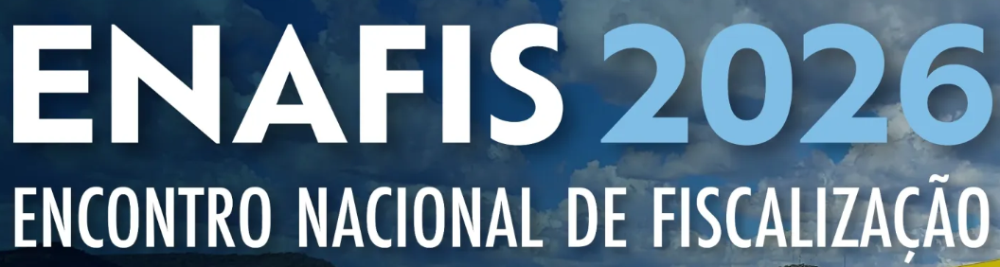 ENAFIS 2026
ENCONTRO NACIONAL DE FISCALIZAÇÃO